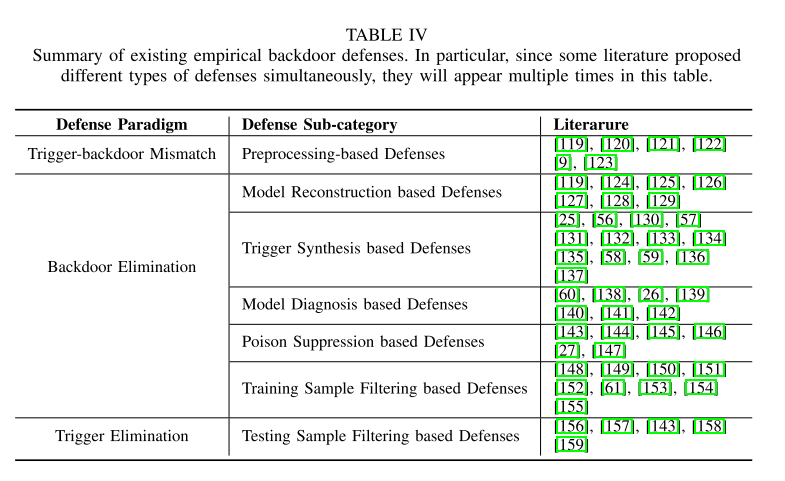 TABLE IV
Summary of existing empirical backdoor defenses. In particular, since some literature proposed
different types of defenses simultaneously, they will appear multiple times in this table.
Defense Paradigm Defense Sub-category Literarure
Trigger-backdoor Mismatch Preprocessing-based Defenses [119], [120], [121], [122]
[9], [123]
Backdoor Elimination Model Reconstruction based Defenses [119], [124], [125], [126]
[127], [128], [129]
Trigger Synthesis based Defenses [25], [56], [130], [57]
[131], [132], [133], [134]
[135], [58], [59], [136]
[137]
Model Diagnosis based Defenses [60], [138], [26], [139]
[140], [141], [142]
Poison Suppression based Defenses [143], [144], [145], [146]
[27], [147]
Training Sample Filtering based Defenses [148], [149], [150], [151]
[152], [61], [153], [154]
[155]
Trigger Elimination Testing Sample Filtering based Defenses [156], [157], [143], [158]
[159]